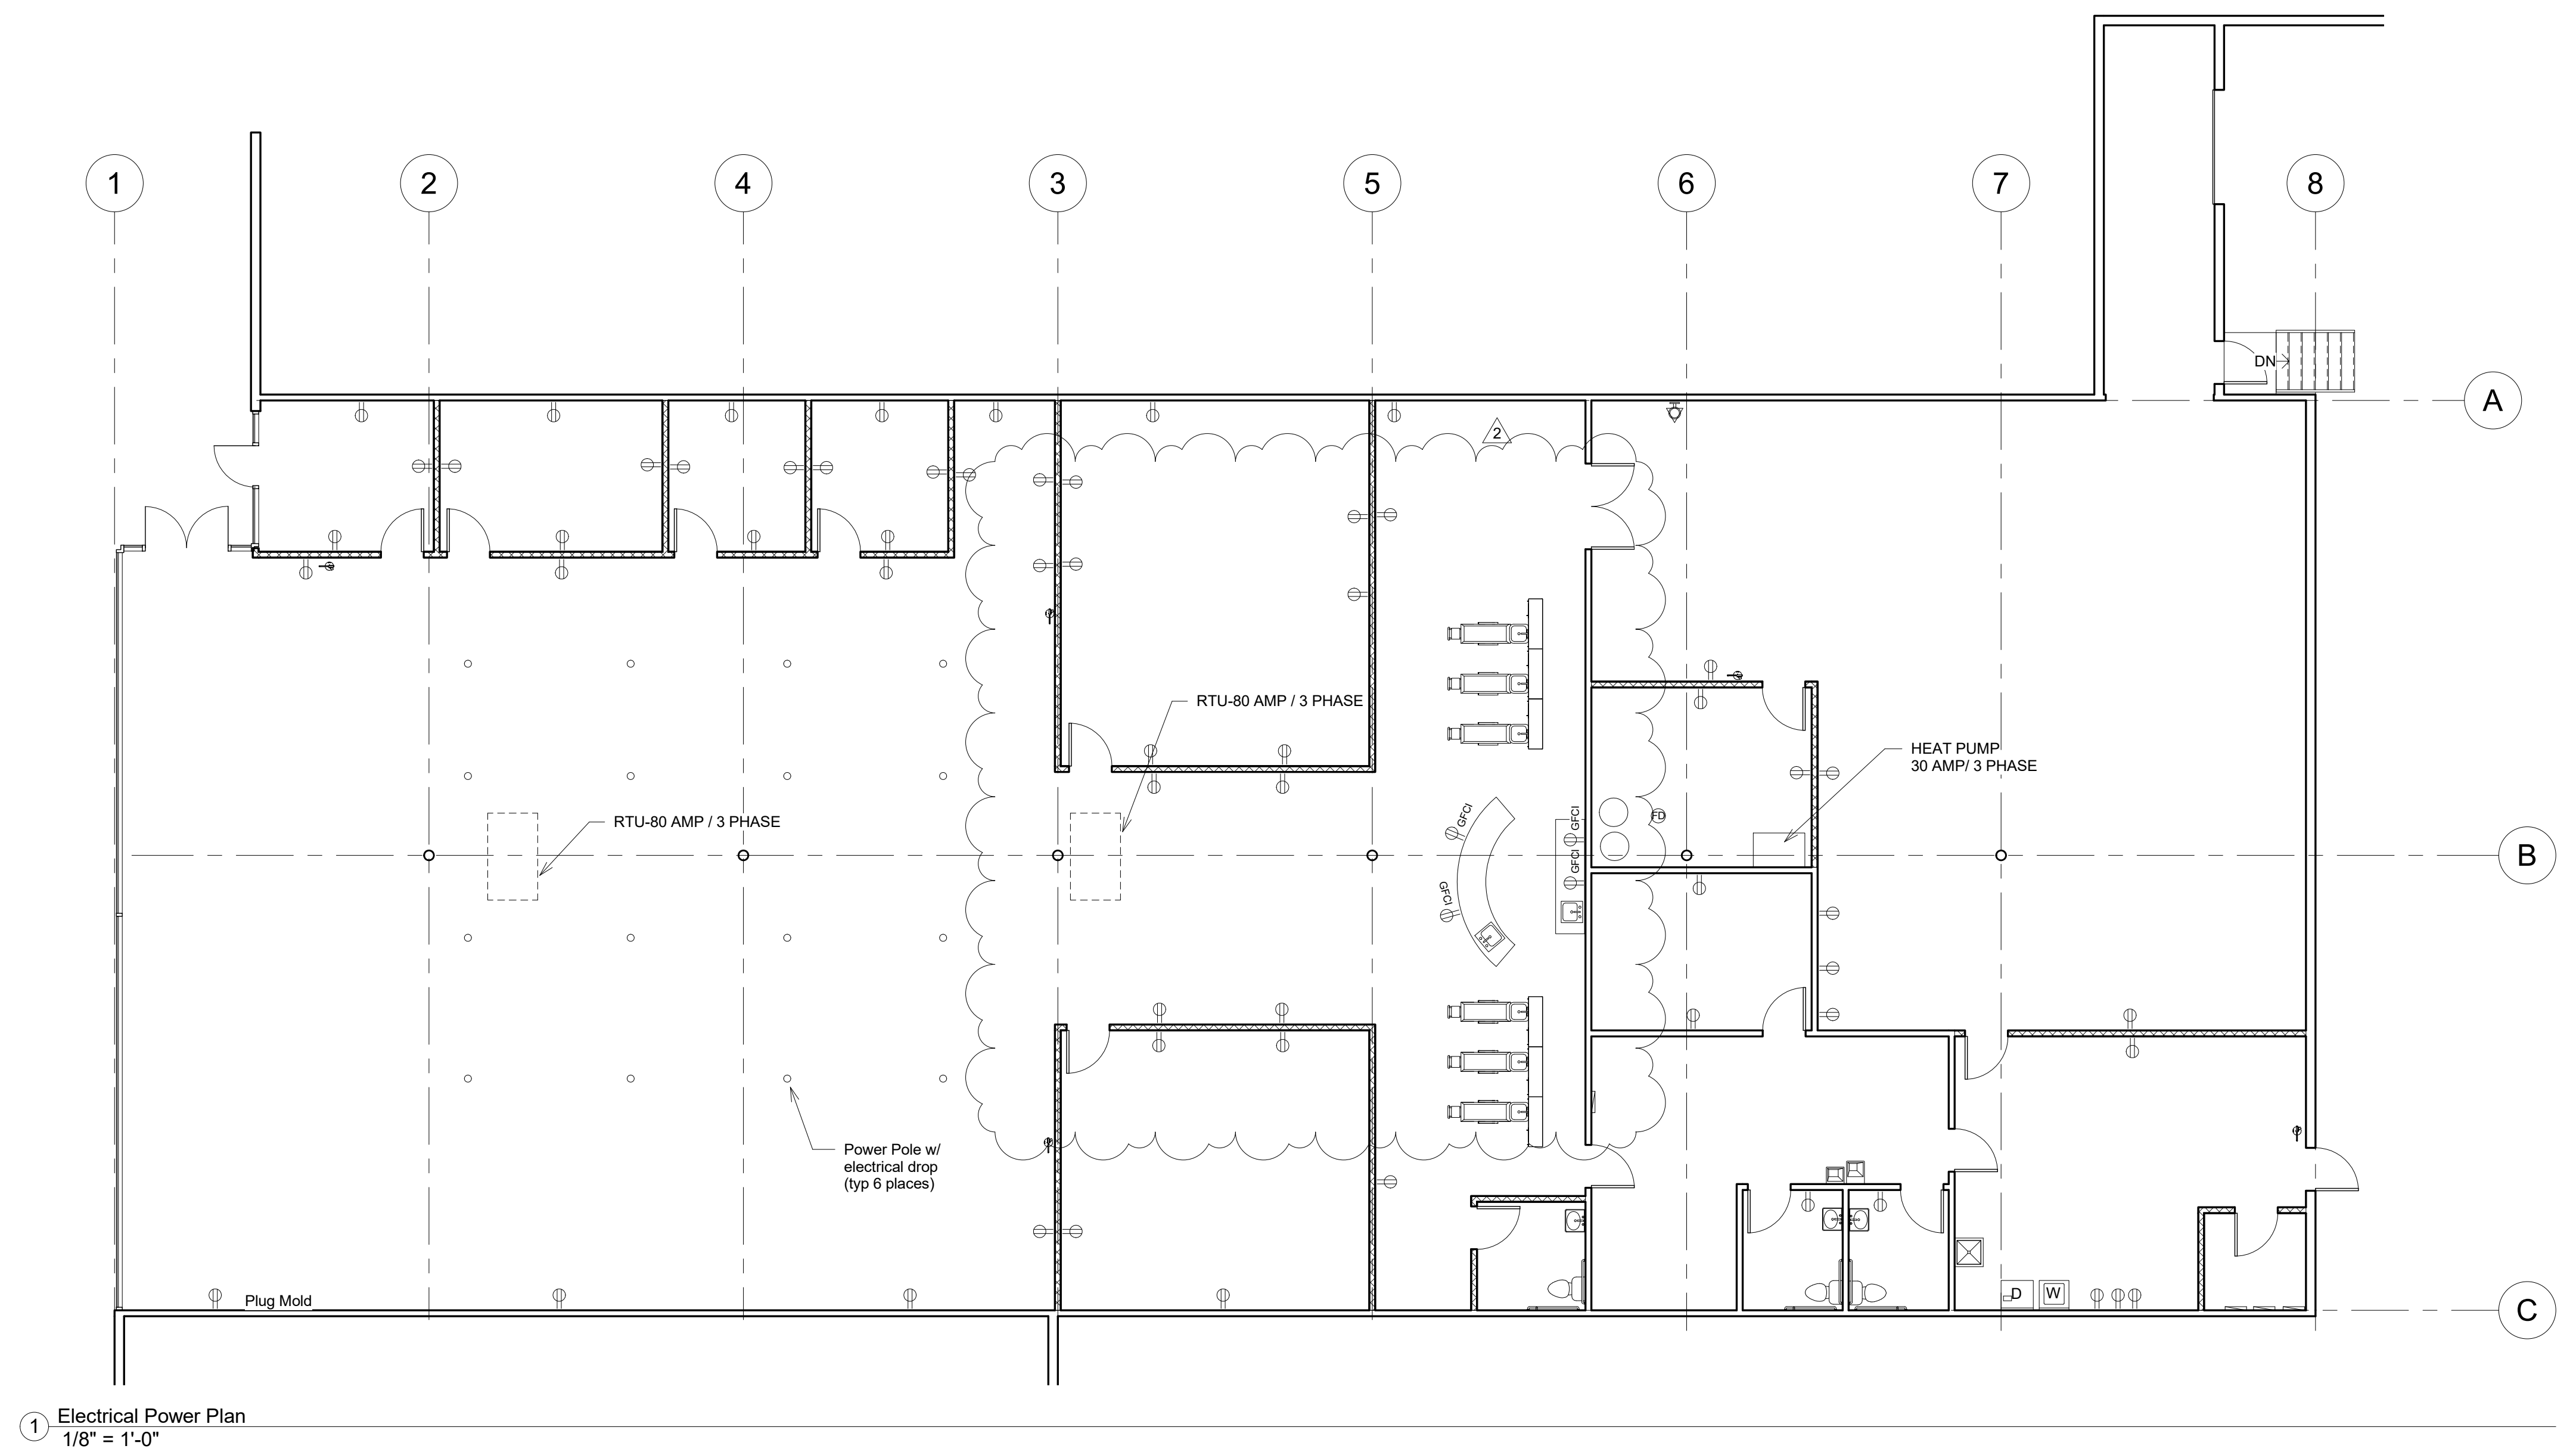 1
2
4
3
5
6
7
8
DN
A
2
RTU-80 AMP / 3 PHASE
HEAT PUMP
30 AMP/ 3 PHASE
RTU-80 AMP / 3 PHASE
GFCI
GFCI
FD
B
GFCI
GFCI
Power Pole w/
electrical drop
(typ 6 places)
Plug Mold
D
W
C
1
Electrical Power Plan
1/8" = 1'-0"